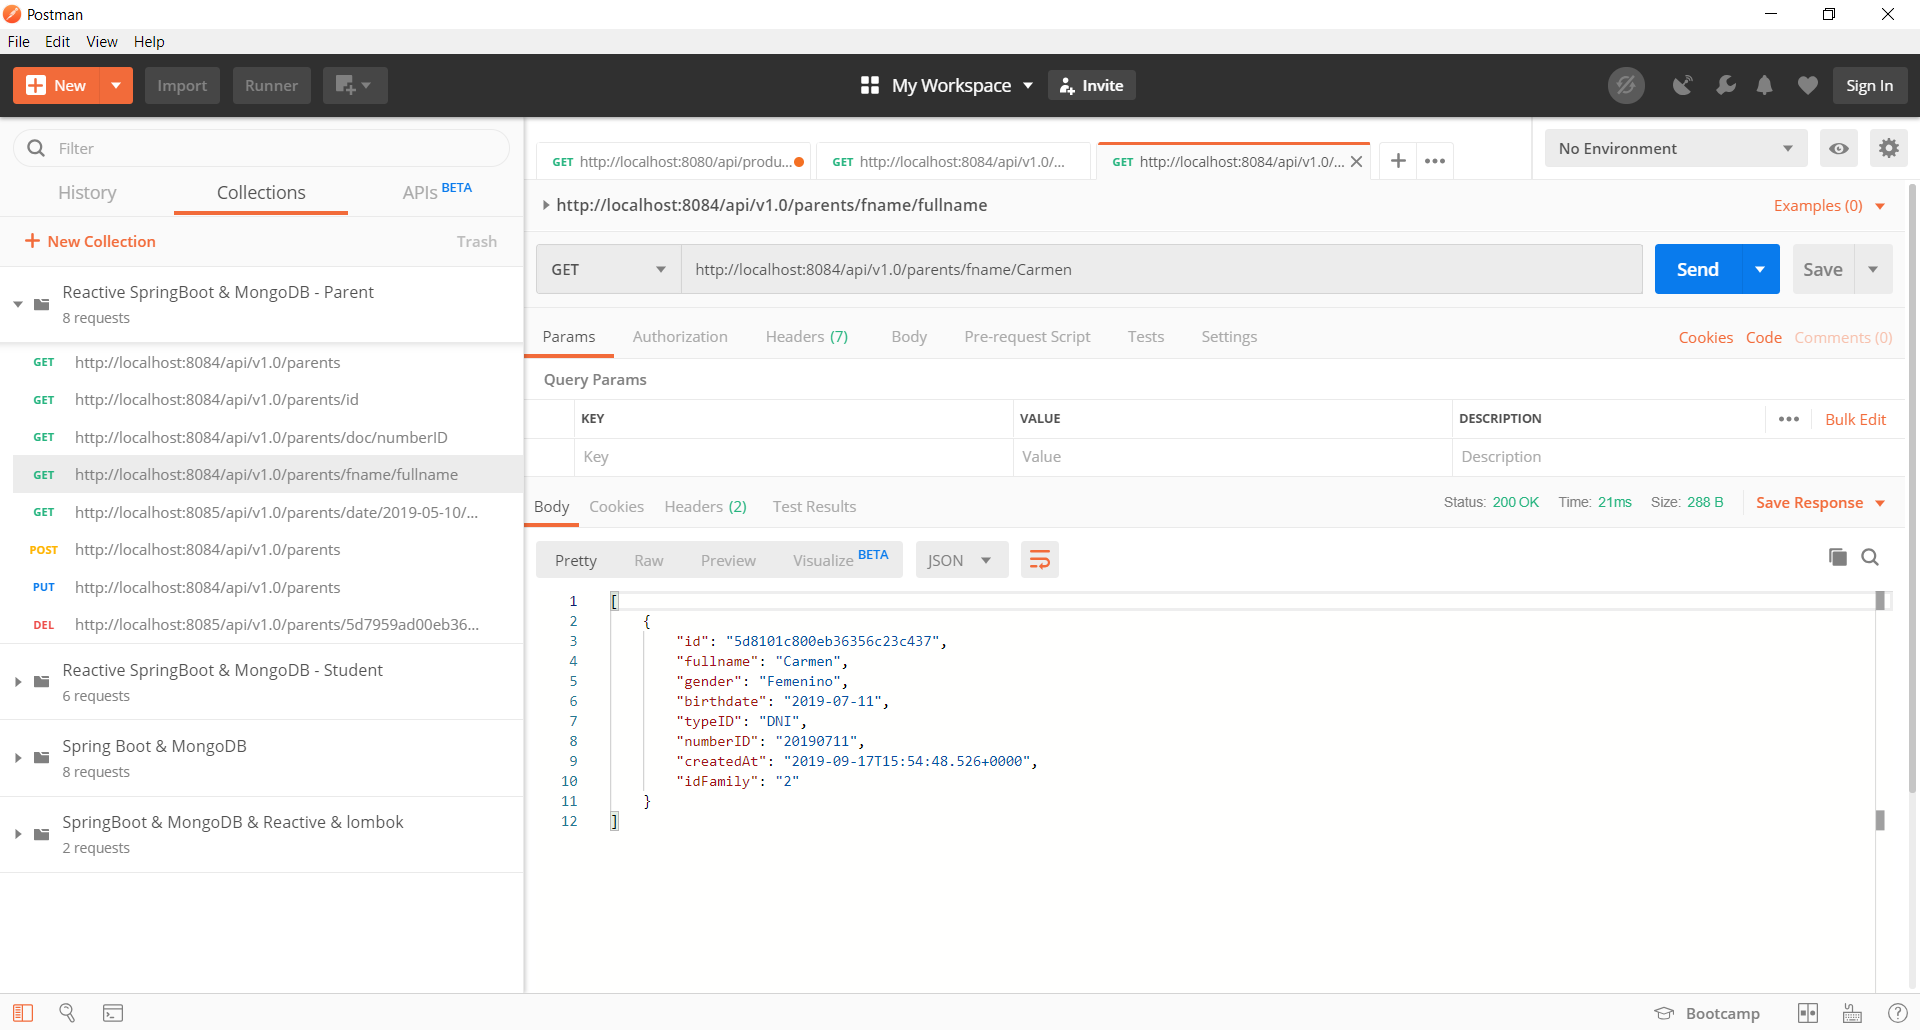 Postman
File Edit View Help
New Import Runner My Workspace Invite Sign In
Filter
History Collections APIs BETA
New Collection Trash
Reactive SpringBoot & MongoDB - Parent
8 requests
GET http://localhost:8084/api/v1.0/parents
GET http://localhost:8084/api/v1.0/parents/id
GET http://localhost:8084/api/v1.0/parents/doc/numberID
GET http://localhost:8084/api/v1.0/parents/fname/fullname
GET http://localhost:8085/api/v1.0/parents/date/2019-05-10/...
POST http://localhost:8084/api/v1.0/parents
PUT http://localhost:8084/api/v1.0/parents
DEL http://localhost:8085/api/v1.0/parents/5d7959ad00eb36...
Reactive SpringBoot & MongoDB - Student
6 requests
Spring Boot & MongoDB
8 requests
SpringBoot & MongoDB & Reactive & lombok
2 requests
GET http://localhost:8080/api/produ... GET http://localhost:8084/api/v1.0/... GET http://localhost:8084/api/v1.0/...
No Environment
http://localhost:8084/api/v1.0/parents/fname/fullname Examples (0)
GET http://localhost:8084/api/v1.0/parents/fname/Carmen Send Save
Params Authorization Headers (7) Body Pre-request Script Tests Settings Cookies Code Comments (0)
Query Params
KEY VALUE DESCRIPTION Bulk Edit
Key Value Description
Body Cookies Headers (2) Test Results Status: 200 OK Time: 21ms Size: 288 B Save Response
Pretty Raw Preview Visualize BETA JSON
1 [
2 {
3 "id": "5d8101c800eb36356c23c437",
4 "fullname": "Carmen",
5 "gender": "Femenino",
6 "birthdate": "2019-07-11",
7 "typeID": "DNI",
8 "numberID": "20190711",
9 "createdAt": "2019-09-17T15:54:48.526+0000",
10 "idFamily": "2"
11 }
12 ]
Bootcamp